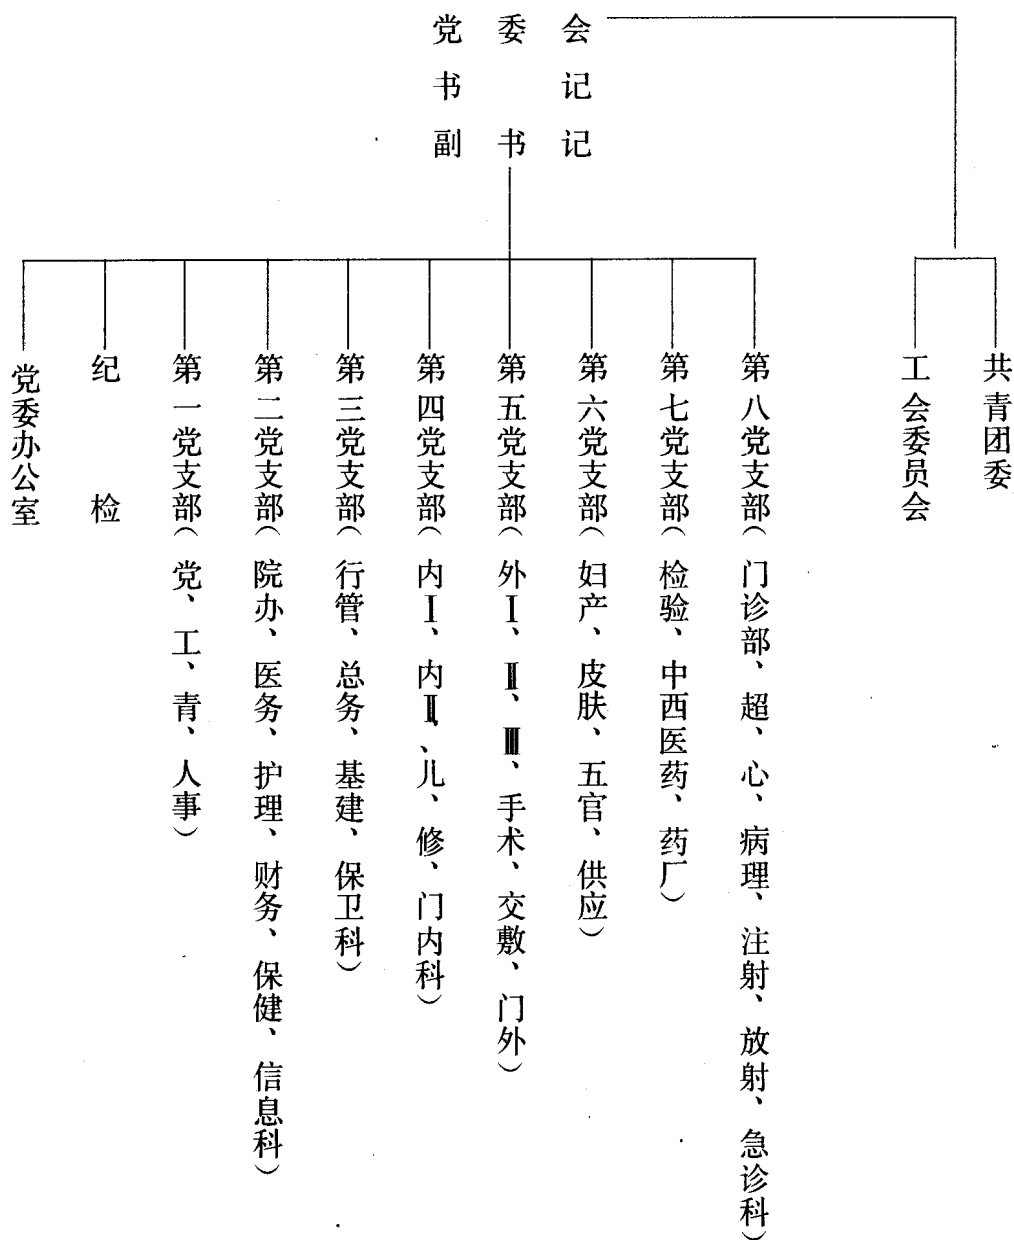 党委会
书记
副书记
党委办公室
纪检
第一党支部(党、工、青、人事)
第二党支部(院办、医务、护理、财务、保健、信息科)
第三党支部(行管、总务、基建、保卫科)
第四党支部(内Ⅰ、内Ⅱ、儿、修、门内科)
第五党支部(外Ⅰ、Ⅱ、Ⅲ、手术、交敷、门外)
第六党支部(妇产、皮肤、五官、供应)
第七党支部(检验、中西医药、药厂)
第八党支部(门诊部、超、心、病理、注射、放射、急诊科)
工会委员会
共青团委